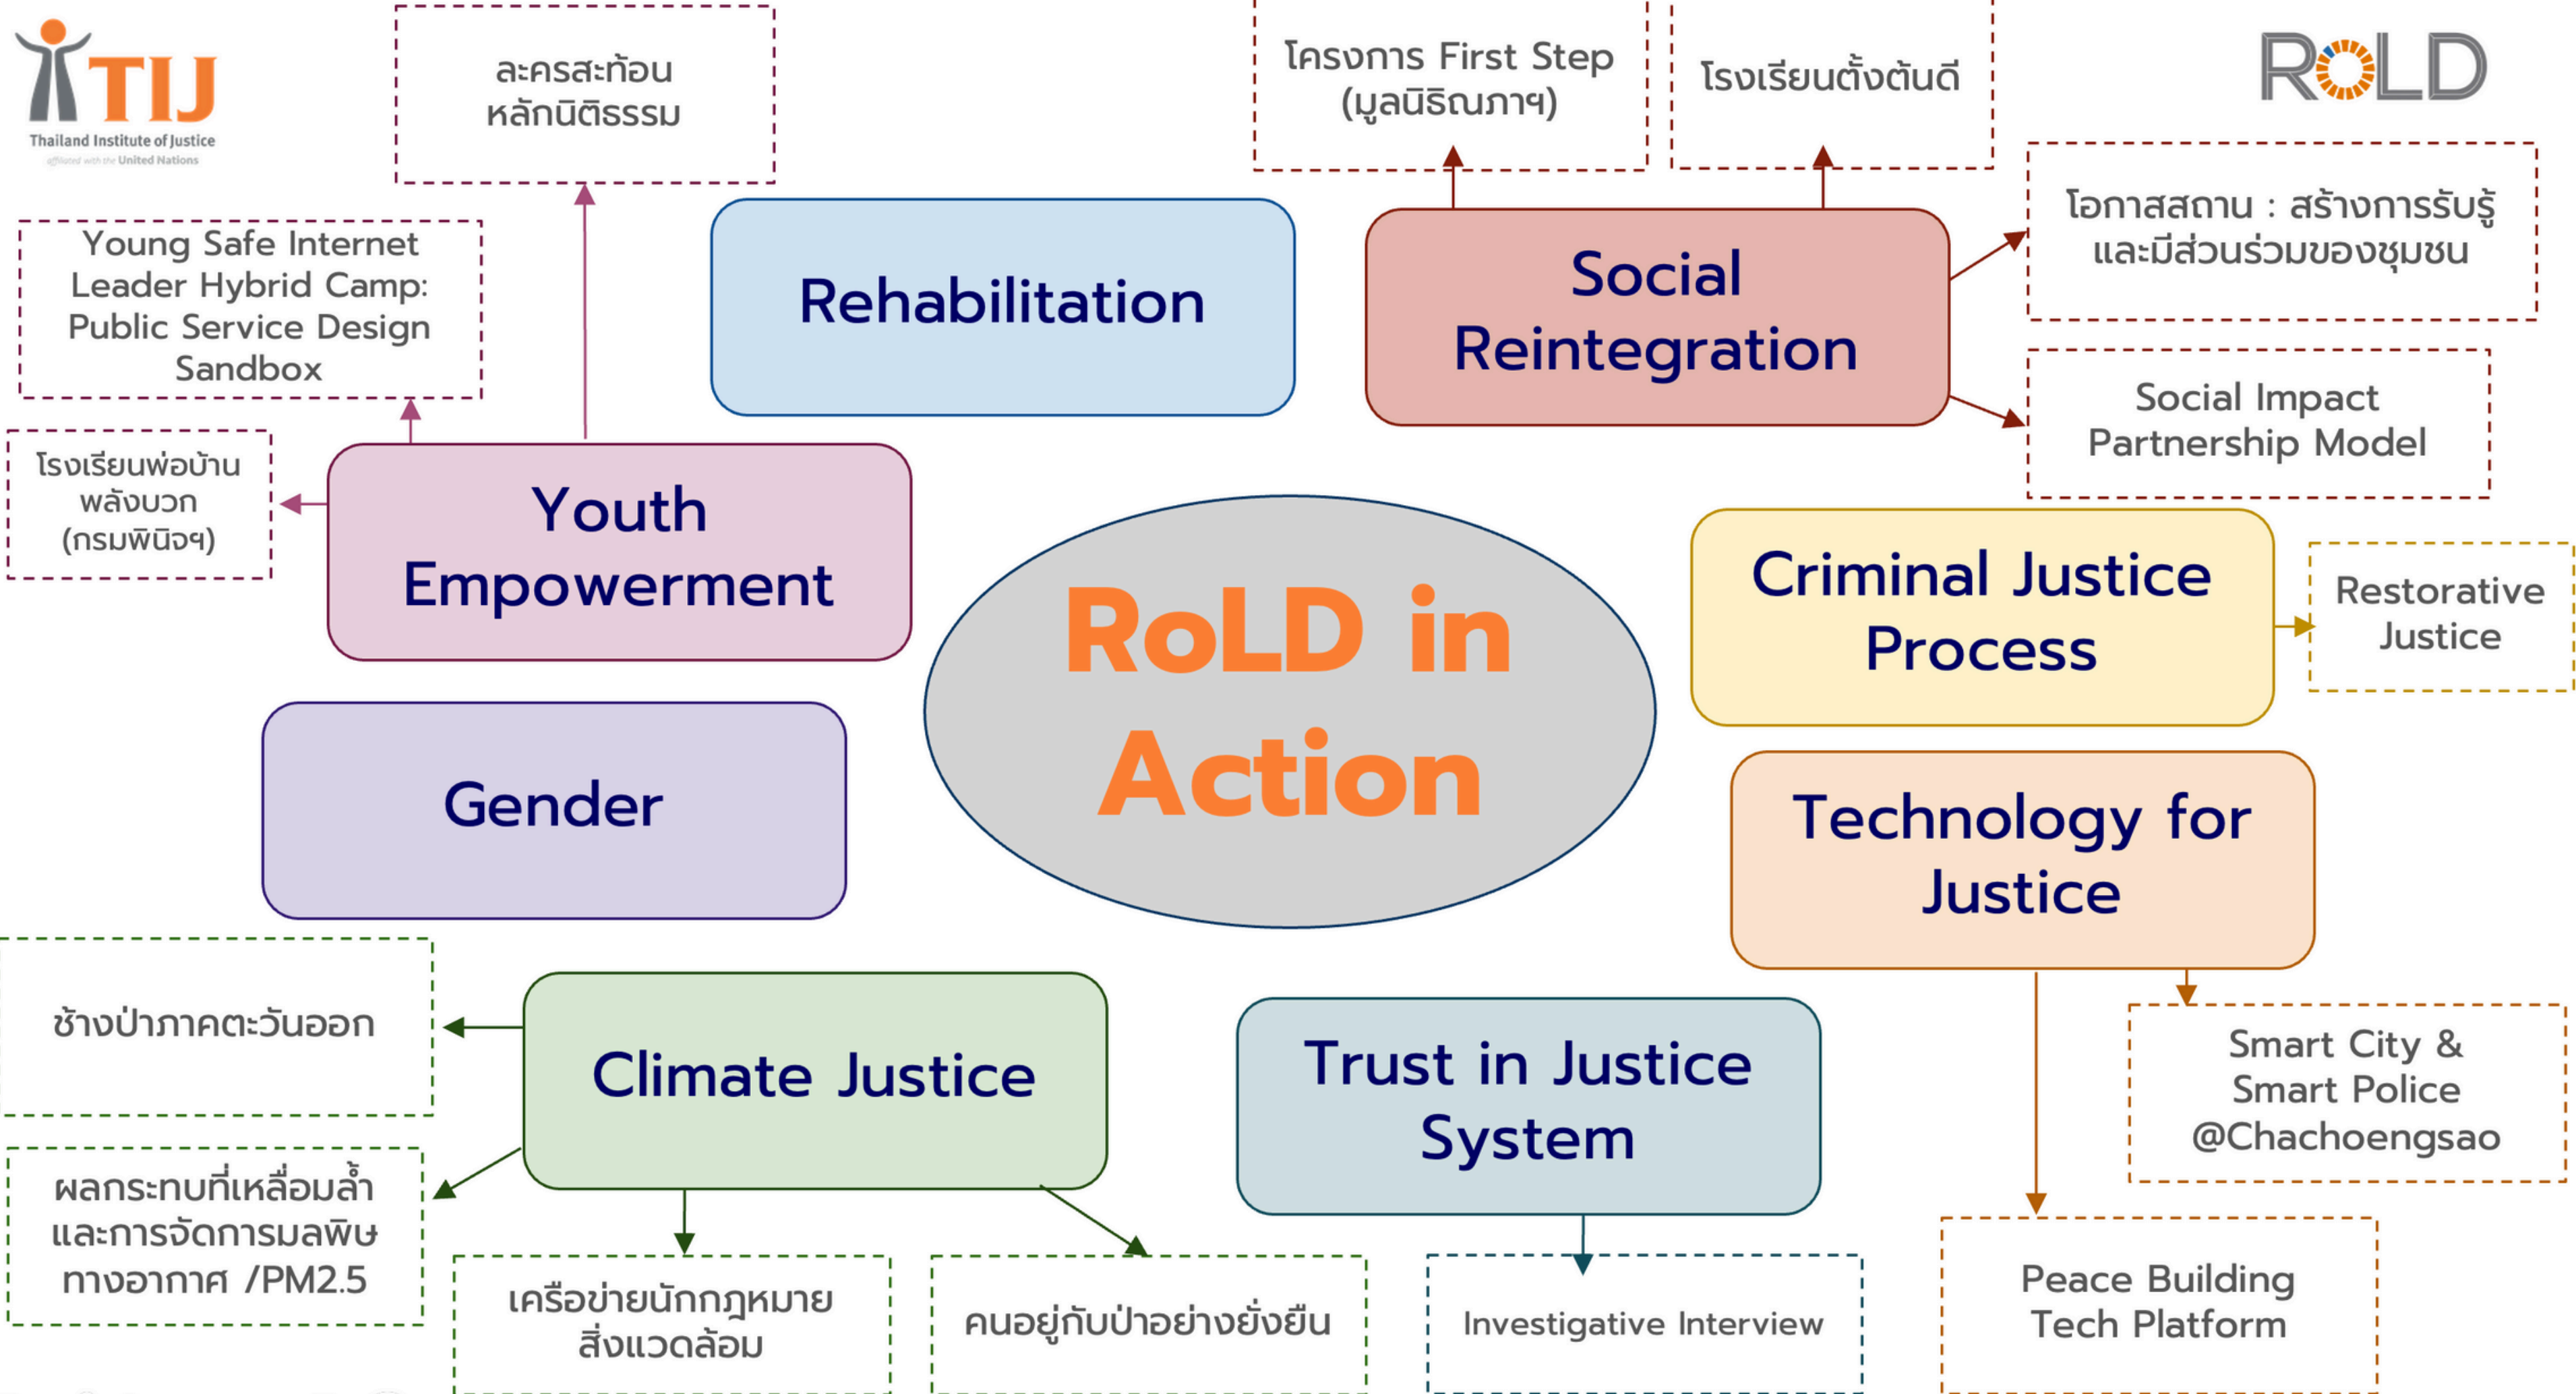 TIJ
Thailand Institute of Justice
affiliated with the United Nations
ละครสะท้อน
หลักนิติธรรม
โครงการ First Step
(มูลนิธิณภาฯ)
โรงเรียนตั้งต้นดี
ROLD
Young Safe Internet
Leader Hybrid Camp:
Public Service Design
Sandbox
Rehabilitation
Social
Reintegration
โอกาสสถาน : สร้างการรับรู้
และมีส่วนร่วมของชุมชน
Social Impact
Partnership Model
โรงเรียนพ่อบ้าน
พลังบวก
(กรมพินิจฯ)
Youth
Empowerment
RoLD in
Action
Criminal Justice
Process
Restorative
Justice
Gender
Technology for
Justice
ช้างป่าภาคตะวันออก
Climate Justice
Trust in Justice
System
Smart City &
Smart Police
@Chachoengsao
ผลกระทบที่เหลื่อมล้ำ
และการจัดการมลพิษ
ทางอากาศ /PM2.5
เครือข่ายนักกฎหมาย
สิ่งแวดล้อม
คนอยู่กับป่าอย่างยั่งยืน
Investigative Interview
Peace Building
Tech Platform